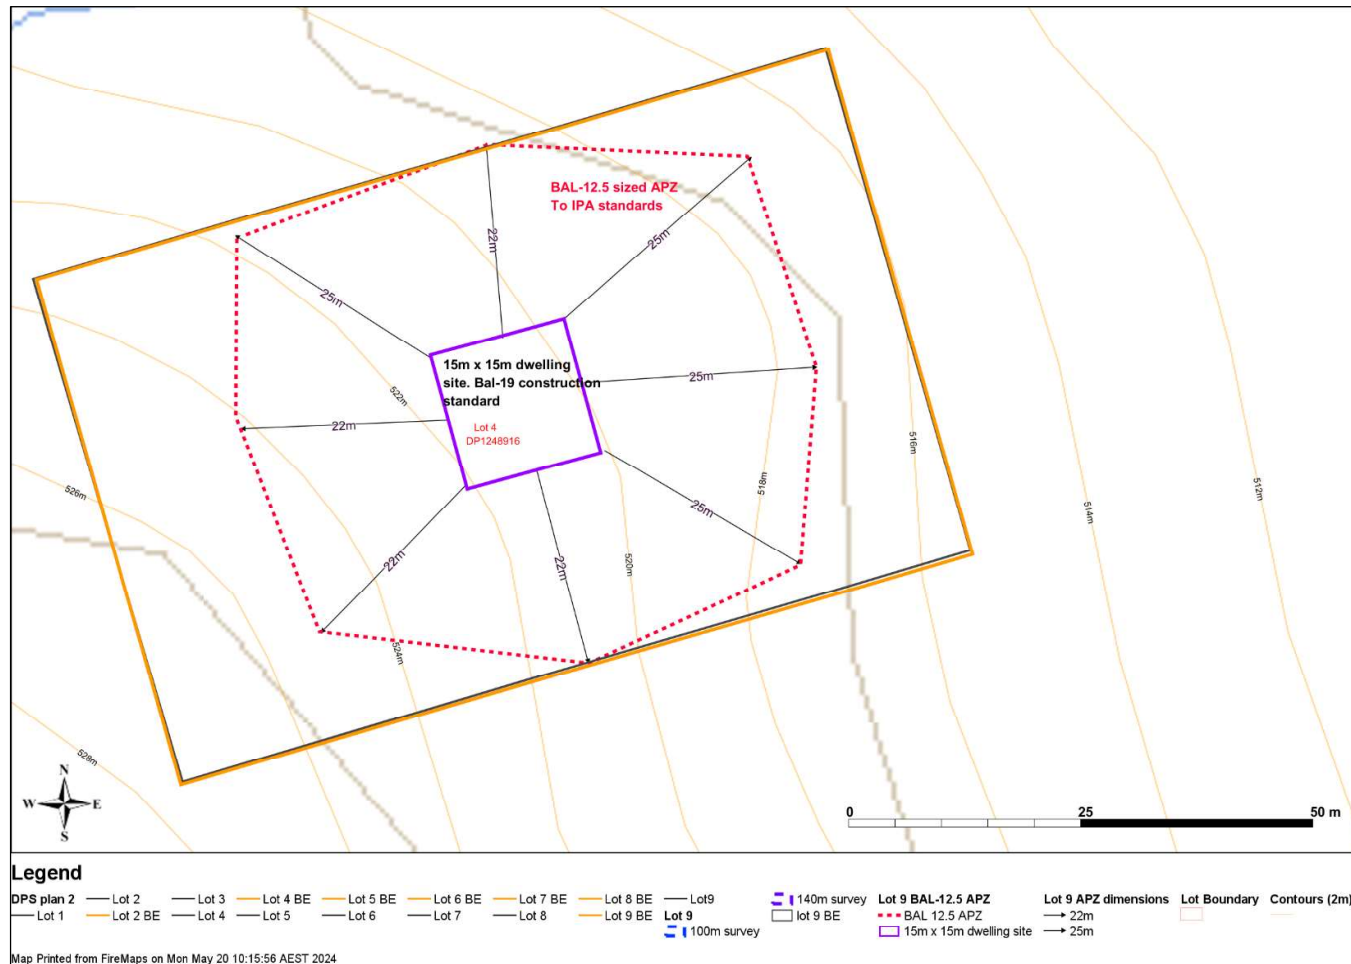 BAL-12.5 sized APZ
To IPA standards
22m
25m
25m
15m x 15m dwelling
site. Bal-19 construction
standard
25m
522m
22m
Lot 4
DP1248916
516m
518m
526m
512m
25m
514m
22m
22m
520m
524m
528m
N
W E
S
0 25 50 m
Legend
DPS plan 2 Lot 2 Lot 3 Lot 4 BE Lot 5 BE Lot 6 BE Lot 7 BE Lot 8 BE Lot9 140m survey Lot 9 BAL-12.5 APZ Lot 9 APZ dimensions Lot Boundary Contours (2m)
Lot 1 Lot 2 BE Lot 4 Lot 5 Lot 6 Lot 7 Lot 8 Lot 9 BE Lot 9 lot 9 BE BAL 12.5 APZ 22m
100m survey 15m x 15m dwelling site 25m
Map Printed from FireMaps on Mon May 20 10:15:56 AEST 2024